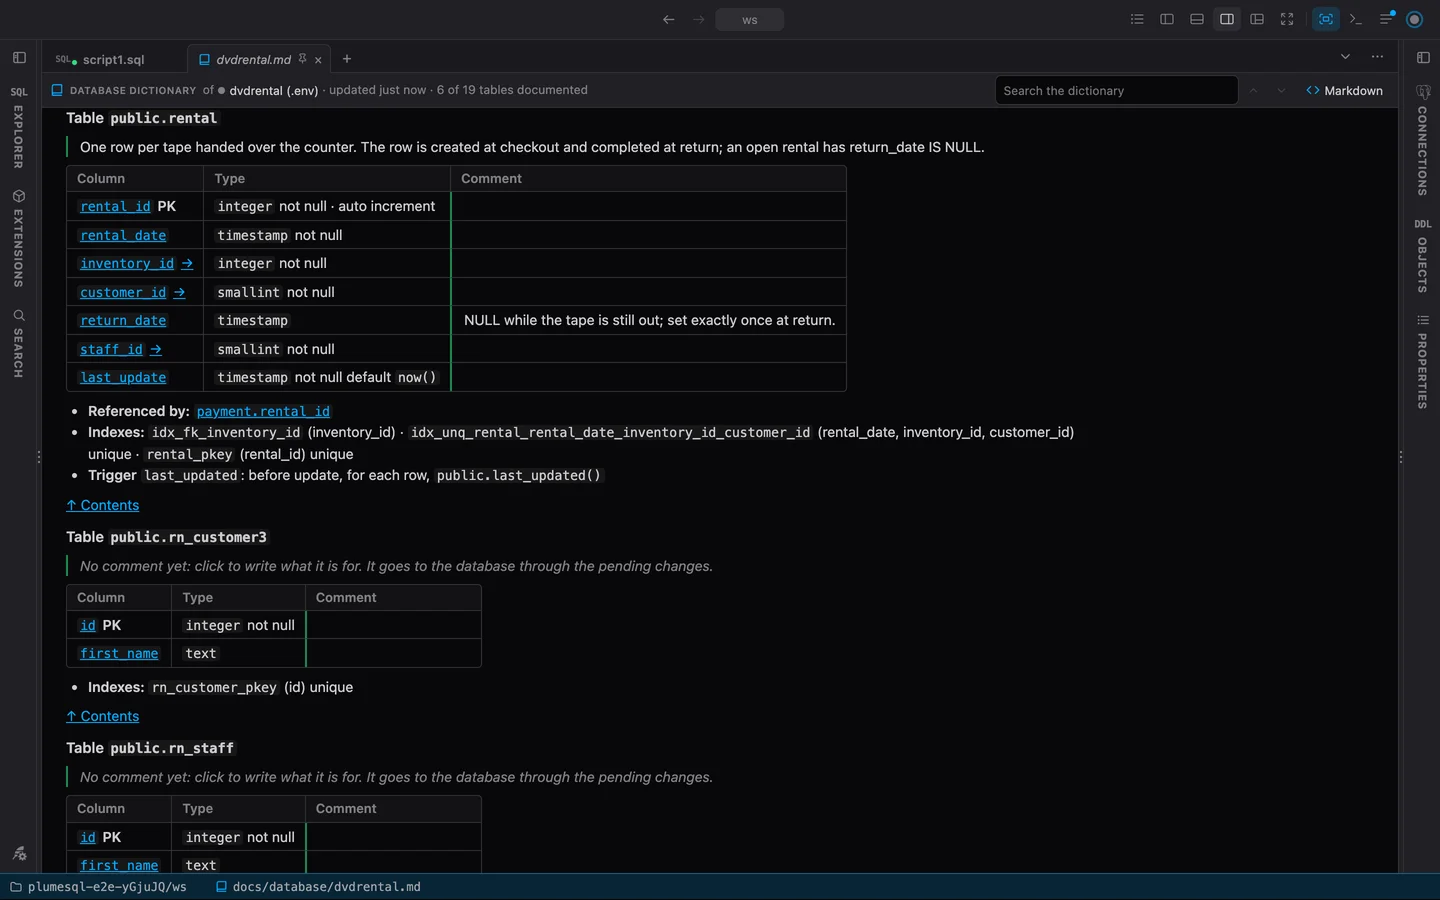 ws
SQL script1.sql
dvdrental.md
DATABASE DICTIONARY of dvdrental (.env) · updated just now · 6 of 19 tables documented
Search the dictionary
<> Markdown
SQL EXPLORER
EXTENSIONS
SEARCH
CONNECTIONS
DDL OBJECTS
PROPERTIES
Table public.rental
One row per tape handed over the counter. The row is created at checkout and completed at return; an open rental has return_date IS NULL.
Column Type Comment
rental_id PK integer not null · auto increment
rental_date timestamp not null
inventory_id → integer not null
customer_id → smallint not null
return_date timestamp NULL while the tape is still out; set exactly once at return.
staff_id → smallint not null
last_update timestamp not null default now()
• Referenced by: payment.rental_id
• Indexes: idx_fk_inventory_id (inventory_id) · idx_unq_rental_rental_date_inventory_id_customer_id (rental_date, inventory_id, customer_id)
unique · rental_pkey (rental_id) unique
• Trigger last_updated: before update, for each row, public.last_updated()
↑ Contents
Table public.rn_customer3
No comment yet: click to write what it is for. It goes to the database through the pending changes.
Column Type Comment
id PK integer not null
first_name text
• Indexes: rn_customer_pkey (id) unique
↑ Contents
Table public.rn_staff
No comment yet: click to write what it is for. It goes to the database through the pending changes.
Column Type Comment
id PK integer not null
first_name text
plumesql-e2e-yGjuJQ/ws
docs/database/dvdrental.md